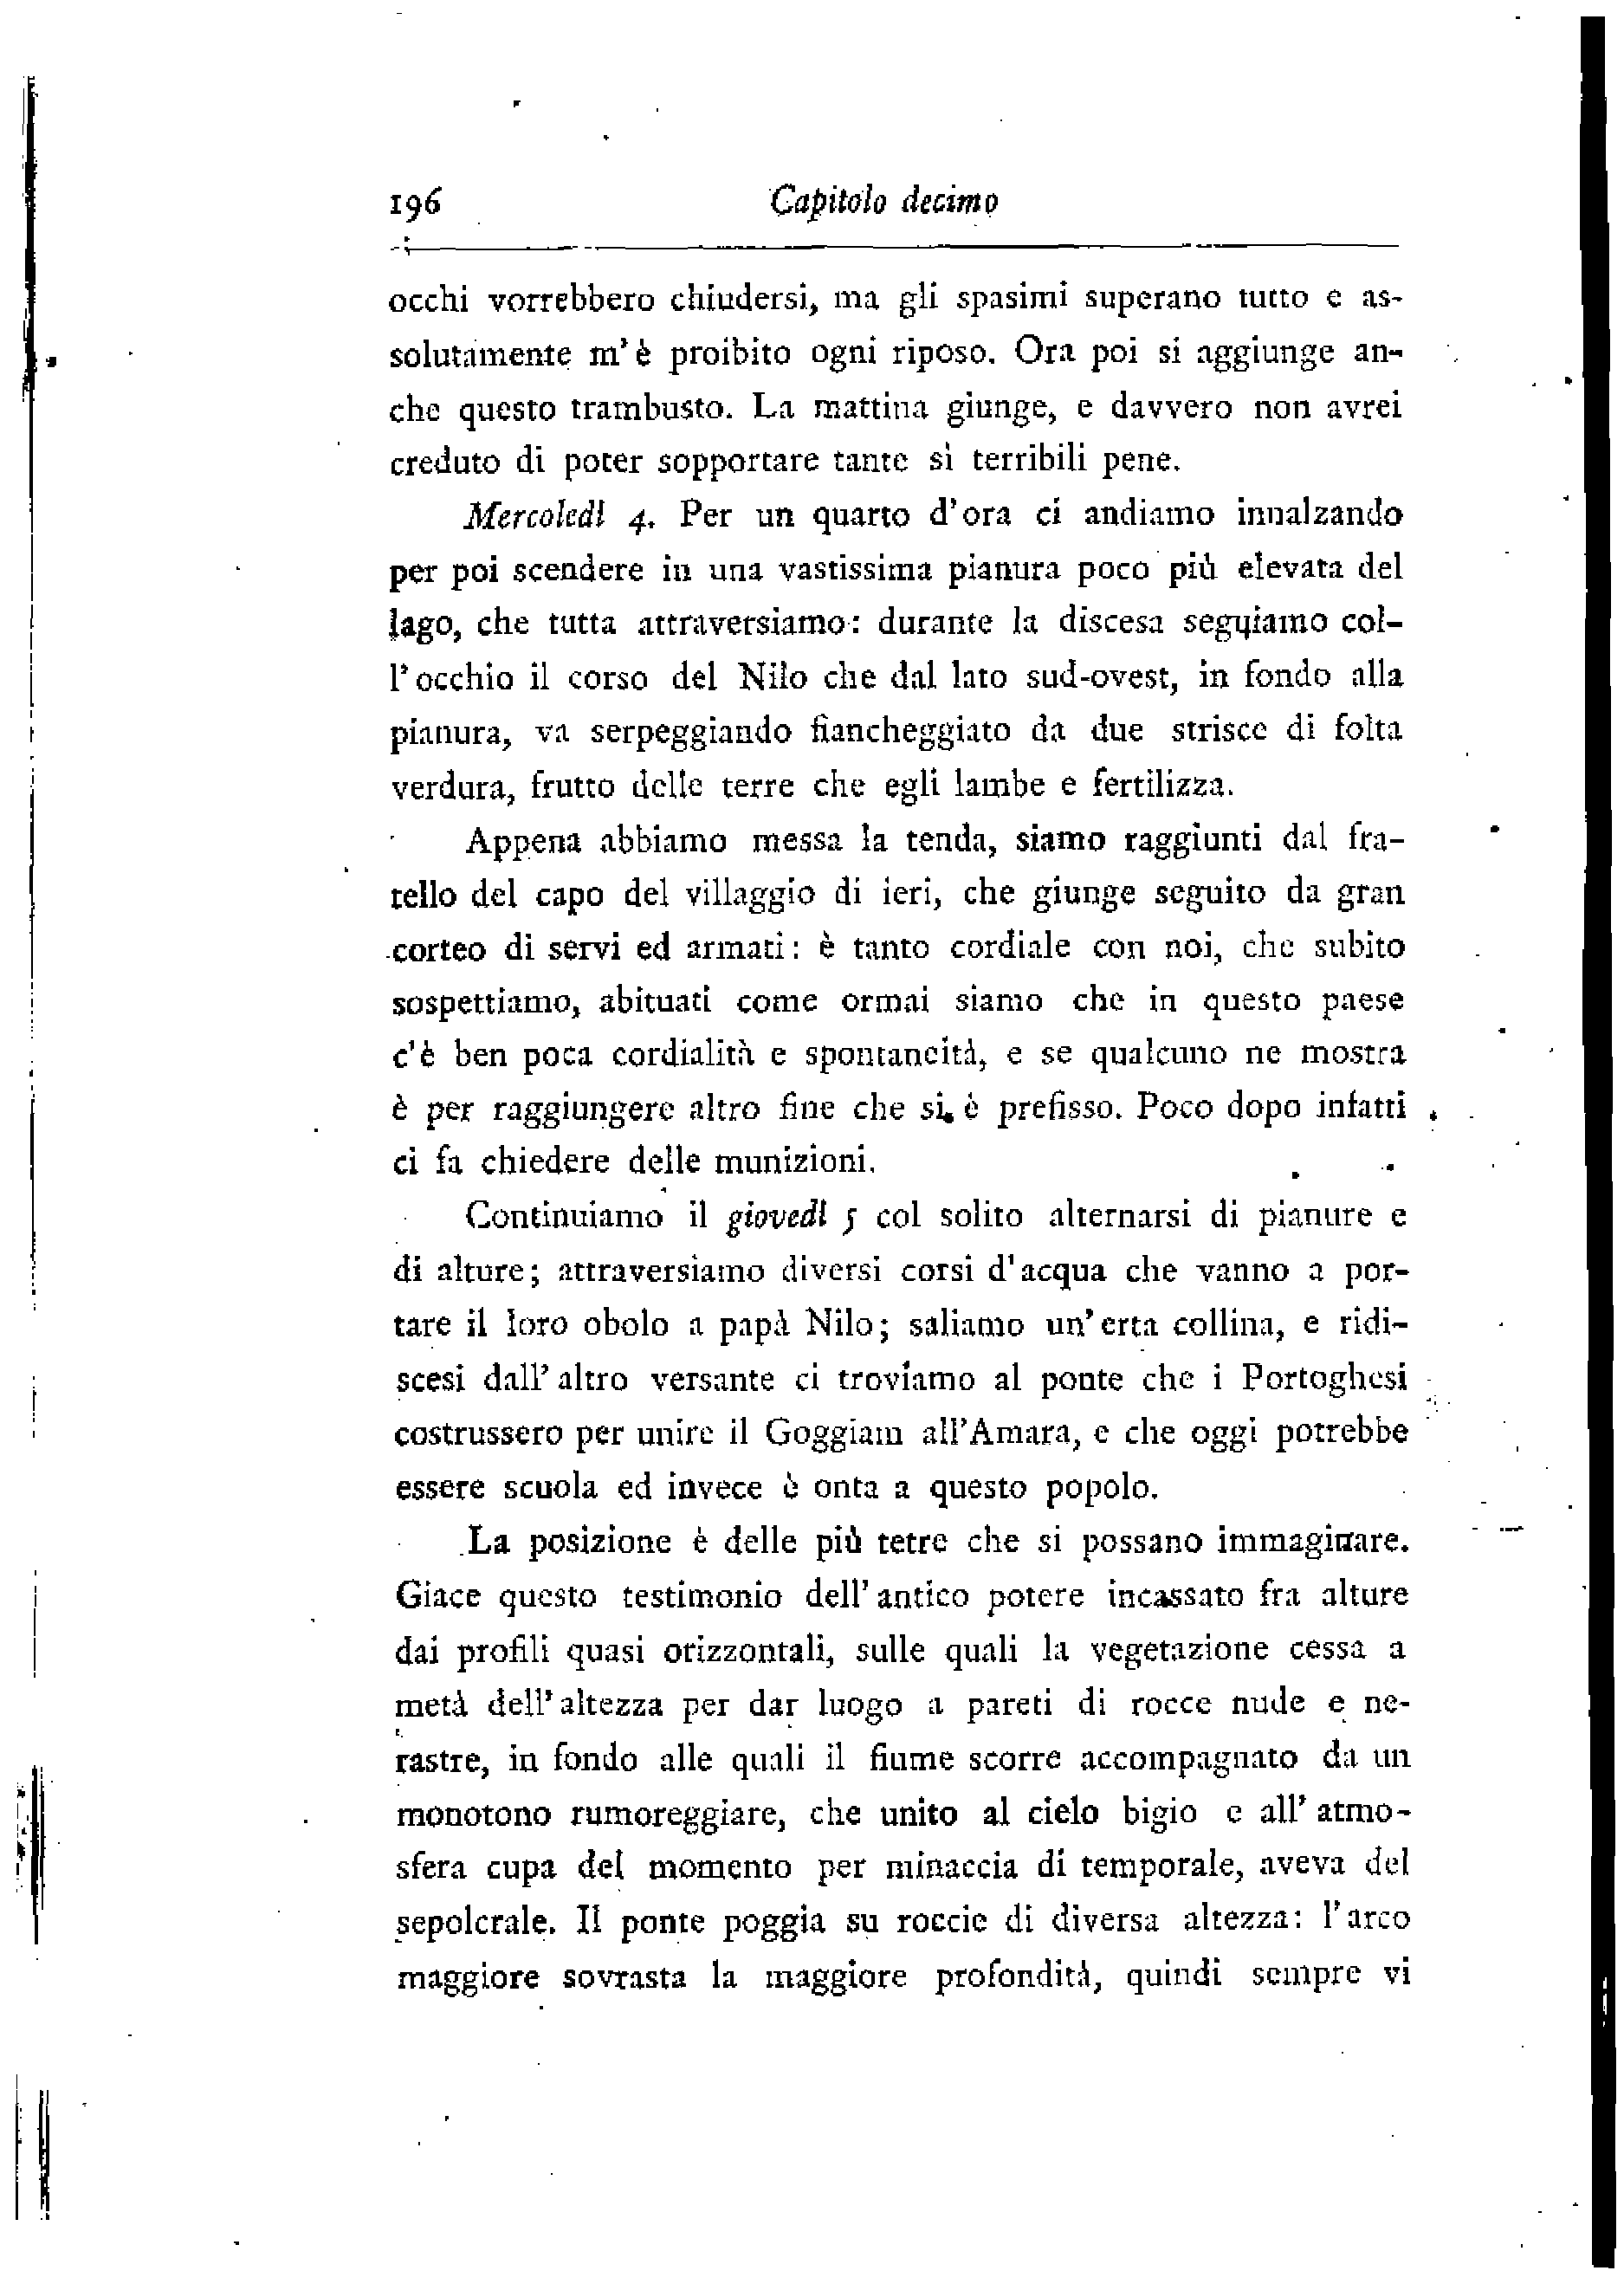 196 Capitolo decimo
occhi vorrebbero chiudersi, ma gli spasimi superano tutto e as-
solutamente m'è proibito ogni riposo. Ora poi si aggiunge an-
che questo trambusto. La mattina giunge, e davvero non avrei
creduto di poter sopportare tante sì terribili pene.
Mercoledì 4. Per un quarto d'ora ci andiamo innalzando
per poi scendere in una vastissima pianura poco più elevata del
lago, che tutta attraversiamo: durante la discesa seguiamo col-
l'occhio il corso del Nilo che dal lato sud-ovest, in fondo alla
pianura, va serpeggiando fiancheggiato da due strisce di folta
verdura, frutto delle terre che egli lambe e fertilizza.
Appena abbiamo messa la tenda, siamo raggiunti dal fra-
tello del capo del villaggio di ieri, che giunge seguito da gran
corteo di servi ed armati: è tanto cordiale con noi, che subito
sospettiamo, abituati come ormai siamo che in questo paese
c'è ben poca cordialità e spontaneità, e se qualcuno ne mostra
è per raggiungere altro fine che si è prefisso. Poco dopo infatti
ci fa chiedere delle munizioni.
Continuiamo il giovedì 5 col solito alternarsi di pianure e
di alture; attraversiamo diversi corsi d'acqua che vanno a por-
tare il loro obolo a papà Nilo; saliamo un'erta collina, e ridi-
scesi dall'altro versante ci troviamo al ponte che i Portoghesi
costrussero per unire il Goggiam all'Amara, e che oggi potrebbe
essere scuola ed invece è onta a questo popolo.
La posizione è delle più tetre che si possano immaginare.
Giace questo testimonio dell'antico potere incassato fra alture
dai profili quasi orizzontali, sulle quali la vegetazione cessa a
metà dell'altezza per dar luogo a pareti di rocce nude e ne-
rastre, in fondo alle quali il fiume scorre accompagnato da un
monotono rumoreggiare, che unito al cielo bigio e all'atmo-
sfera cupa del momento per minaccia di temporale, aveva del
sepolcrale. Il ponte poggia su roccie di diversa altezza: l'arco
maggiore sovrasta la maggiore profondità, quindi sempre vi